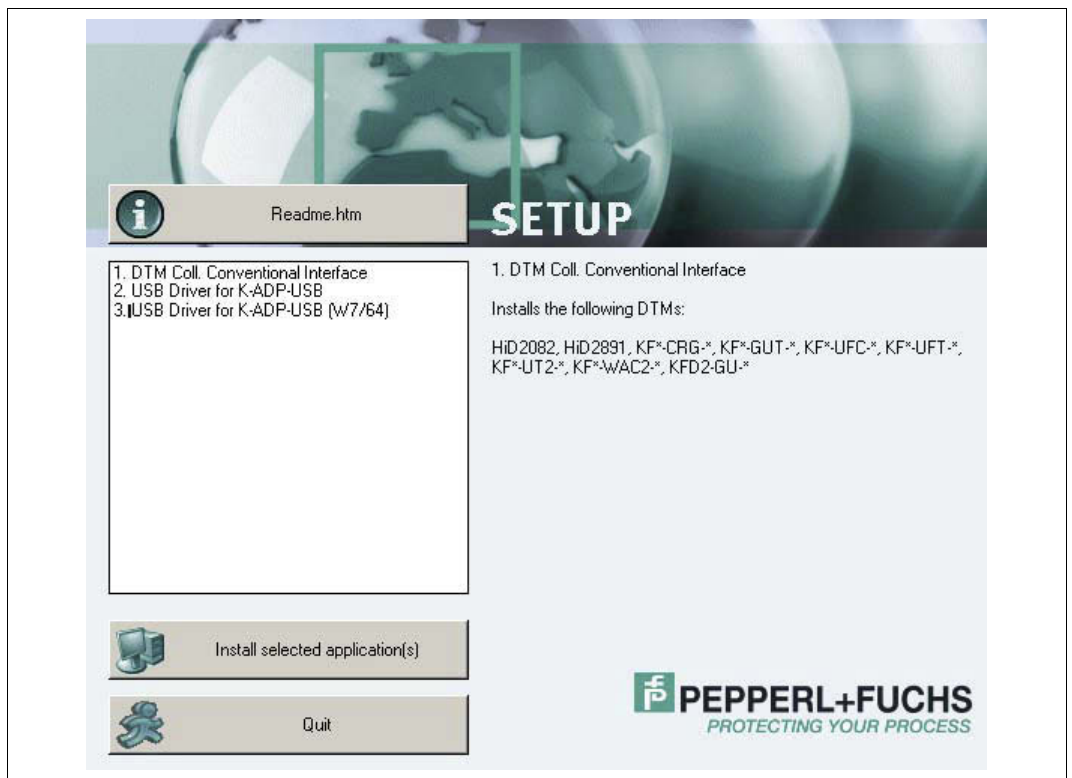 Readme.htm
SETUP
1. DTM Coll. Conventional Interface
2. USB Driver for K-ADP-USB
3. USB Driver for K-ADP-USB (W7/64)
1. DTM Coll. Conventional Interface
Installs the following DTMs:
HiD2082, HiD2891, KF*-CRG-*, KF*-GUT-*, KF*-UFC-*, KF*-UFT-*,
KF*-UT2-*, KF*-WAC2-*, KFD2-GU-*
Install selected application(s)
Quit
PEPPERL+FUCHS
PROTECTING YOUR PROCESS